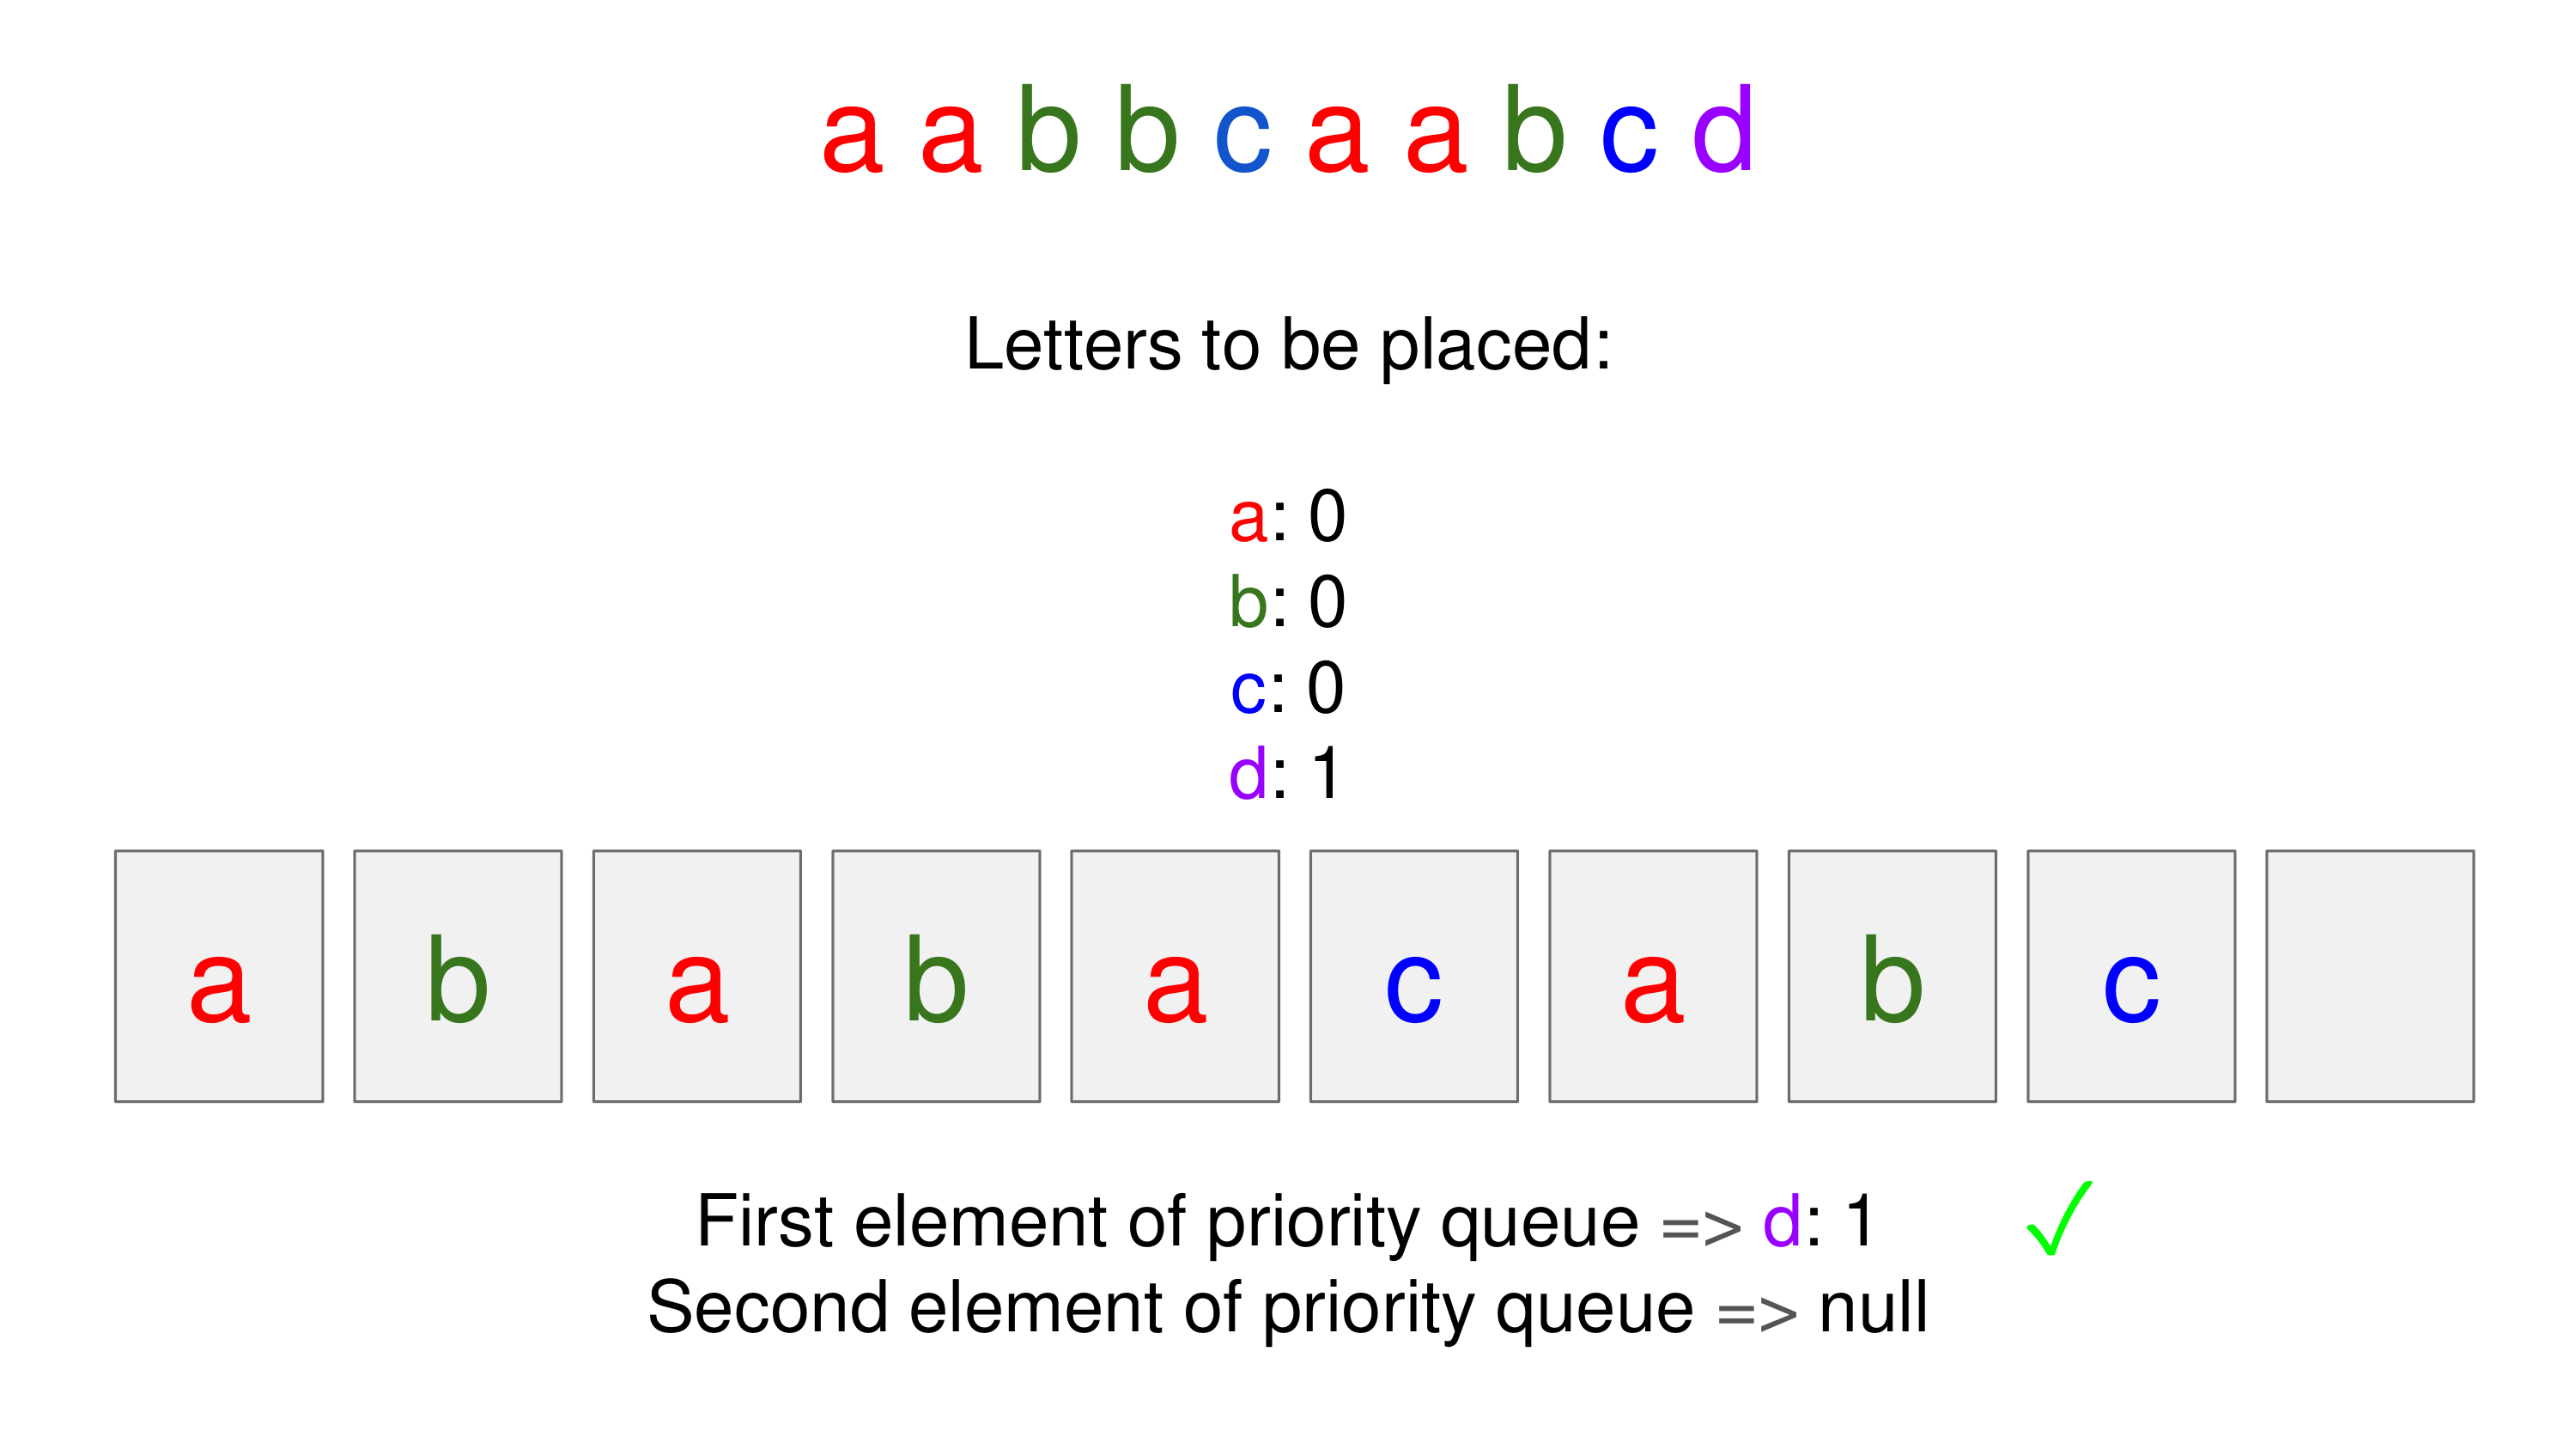 a a b b c a a b c d
Letters to be placed:
a: 0
b: 0
c: 0
d: 1
a b a b a c a b c
First element of priority queue => d: 1 ✓
Second element of priority queue => null